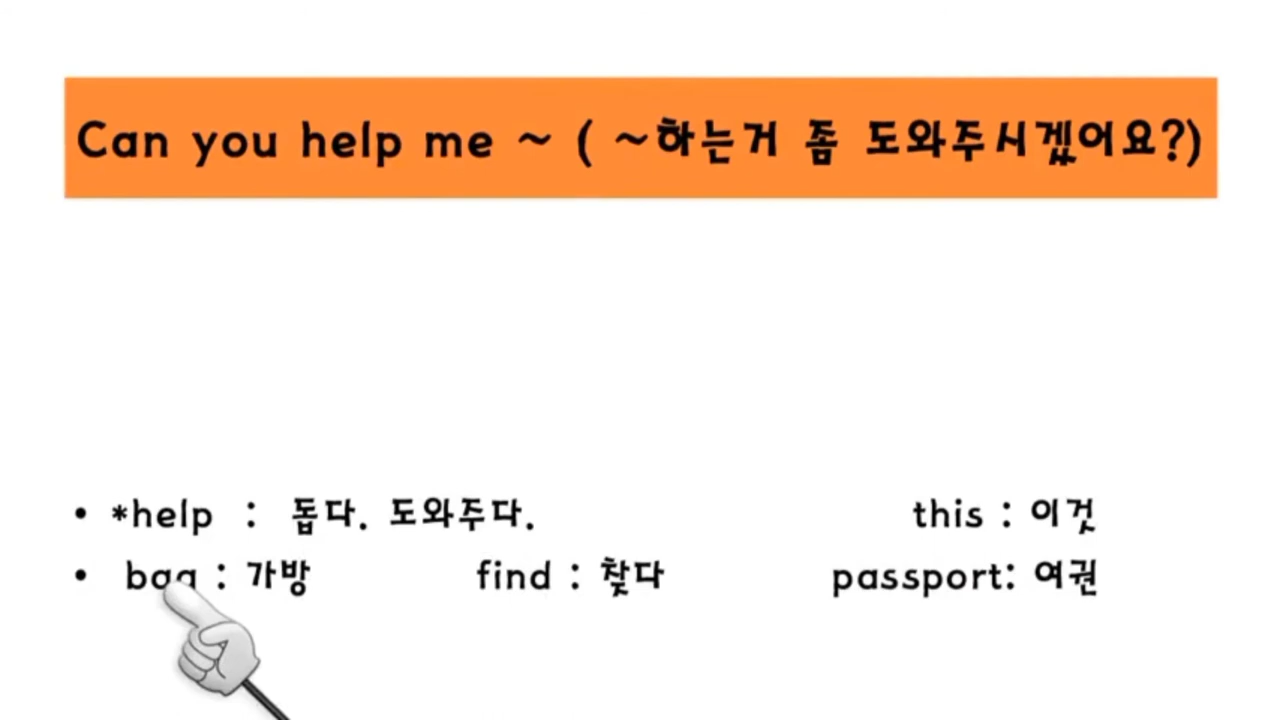 Can you help me ~ ( ~하는거 좀 도와주시겠어요?)
• *help : 돕다. 도와주다. this : 이것
• bag : 가방 find : 찾다 passport: 여권